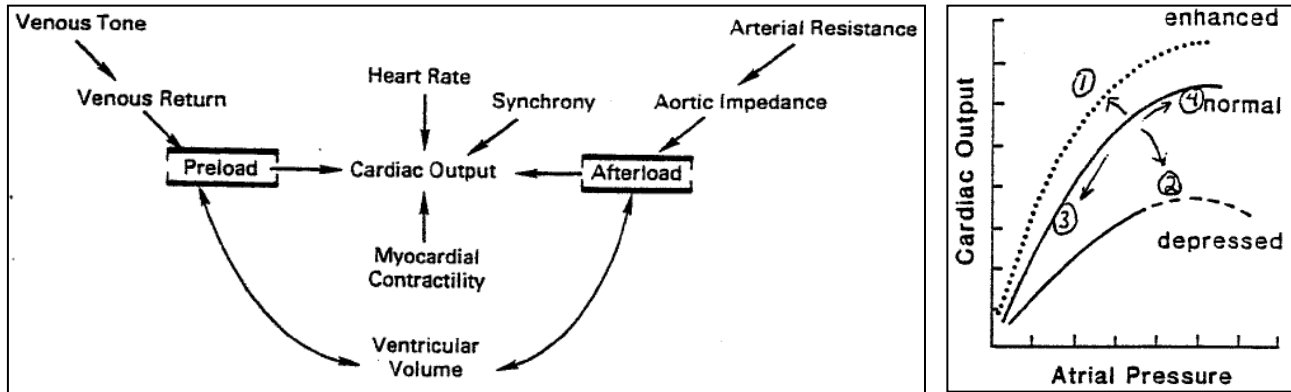 Venous Tone
Arterial Resistance
Heart Rate
Venous Return
Synchrony
Aortic Impedance
Preload
Cardiac Output
Afterload
Myocardial
Contractility
Ventricular
Volume
enhanced
1
4
normal
2
3
depressed
Cardiac Output
Atrial Pressure